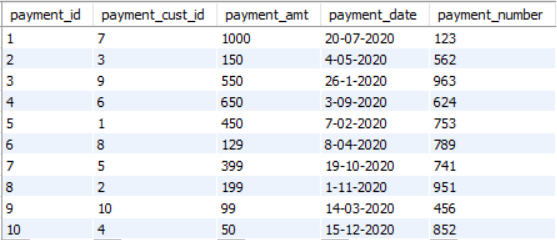 payment_id payment_cust_id payment_amt payment_date payment_number
1 7 1000 20-07-2020 123
2 3 150 4-05-2020 562
3 9 550 26-1-2020 963
4 6 650 3-09-2020 624
5 1 450 7-02-2020 753
6 8 129 8-04-2020 789
7 5 399 19-10-2020 741
8 2 199 1-11-2020 951
9 10 99 14-03-2020 456
10 4 50 15-12-2020 852